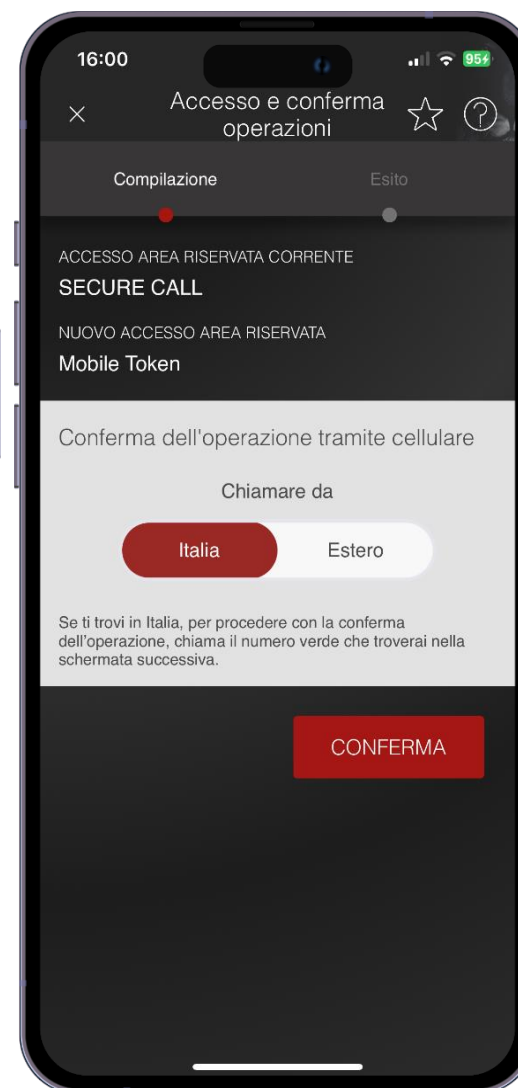 16:00
95
Accesso e conferma
operazioni
Compilazione
Esito
ACCESSO AREA RISERVATA CORRENTE
SECURE CALL
NUOVO ACCESSO AREA RISERVATA
Mobile Token
Conferma dell'operazione tramite cellulare
Chiamare da
Italia
Estero
Se ti trovi in Italia, per procedere con la conferma
dell'operazione, chiama il numero verde che troverai nella
schermata successiva.
CONFERMA